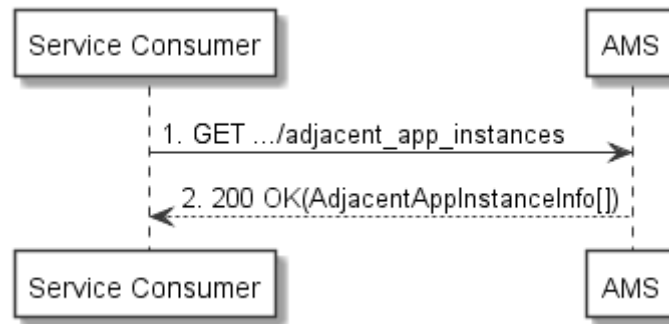 Service Consumer
AMS
1. GET .../adjacent_app_instances
2. 200 OK(AdjacentAppInstanceInfo[])
Service Consumer
AMS